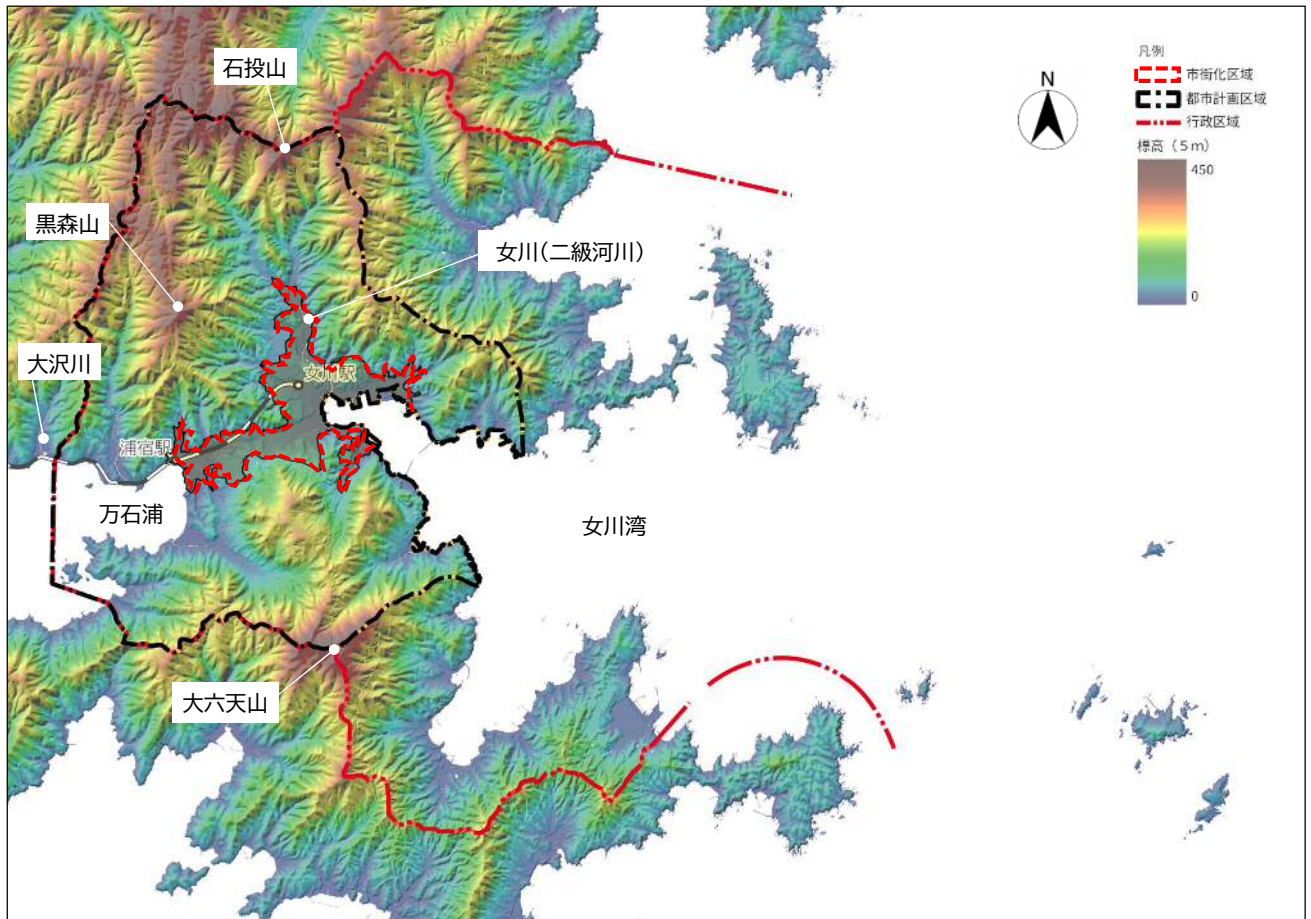 石投山
黒森山
女川（二級河川）
大沢川
女川駅
浦宿駅
万石浦
女川湾
大六天山
N
凡例
市街化区域
都市計画区域
行政区域
標高（５ｍ）
450
0